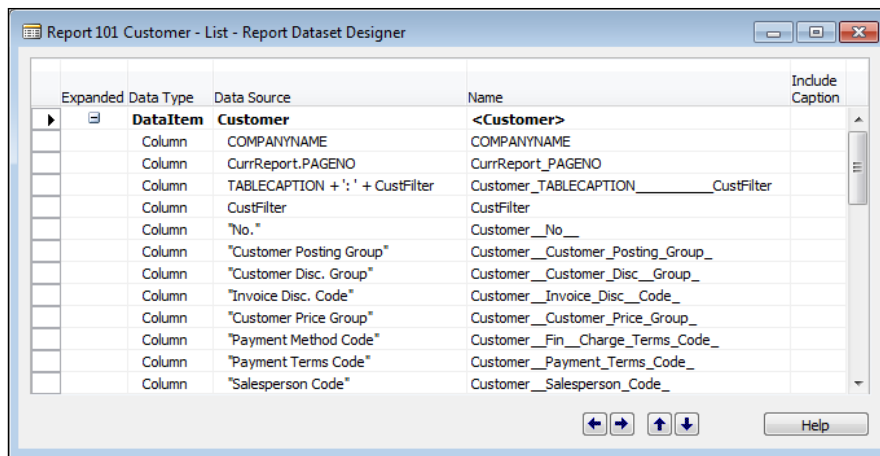 Report 101 Customer - List - Report Dataset Designer
Expanded Data Type Data Source Name Include Caption
DataItem Customer <Customer>
Column COMPANYNAME COMPANYNAME
Column CurrReport.PAGENO CurrReport_PAGENO
Column TABLECAPTION + ': ' + CustFilter Customer_TABLECAPTION___________CustFilter
Column CustFilter CustFilter
Column "No." Customer__No__
Column "Customer Posting Group" Customer__Customer_Posting_Group_
Column "Customer Disc. Group" Customer__Customer_Disc__Group_
Column "Invoice Disc. Code" Customer__Invoice_Disc__Code_
Column "Customer Price Group" Customer__Customer_Price_Group_
Column "Payment Method Code" Customer__Fin__Charge_Terms_Code_
Column "Payment Terms Code" Customer__Payment_Terms_Code_
Column "Salesperson Code" Customer__Salesperson_Code_
Help